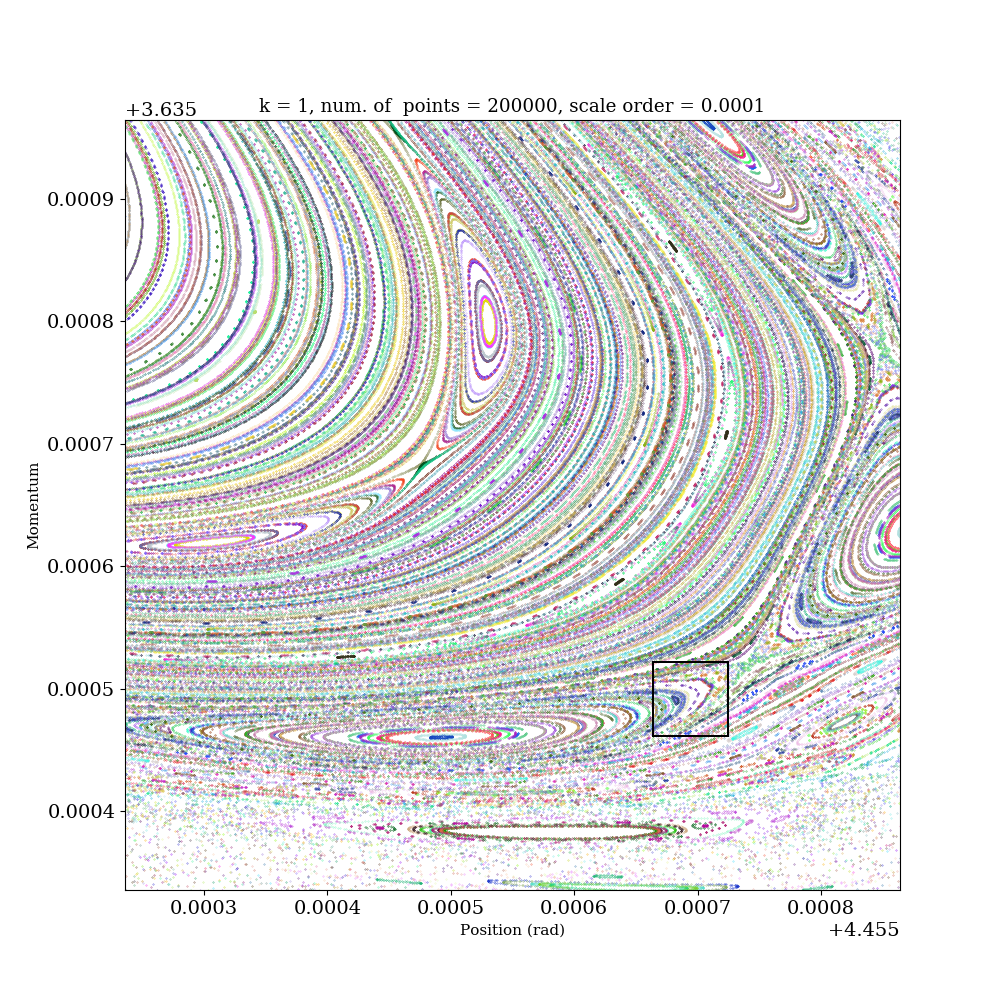 k = 1, num. of  points = 200000, scale order = 0.0001
+3.635
0.0009
0.0008
0.0007
0.0006
0.0005
0.0004
Momentum
0.0003 0.0004 0.0005 0.0006 0.0007 0.0008
+4.455
Position (rad)